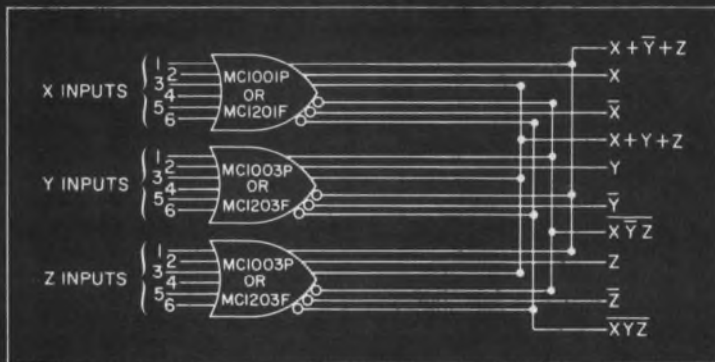 X + Y̅ + Z
X
X̅
X + Y + Z
Y
Y̅
X̅ Y̅̅ Z̅
Z
Z̅
X̅Y̅Z̅
X INPUTS
1
2
3
4
5
6
MC1001P
OR
MC1201F
Y INPUTS
1
2
3
4
5
6
MC1003P
OR
MC1203F
Z INPUTS
1
2
3
4
5
6
MC1003P
OR
MC1203F